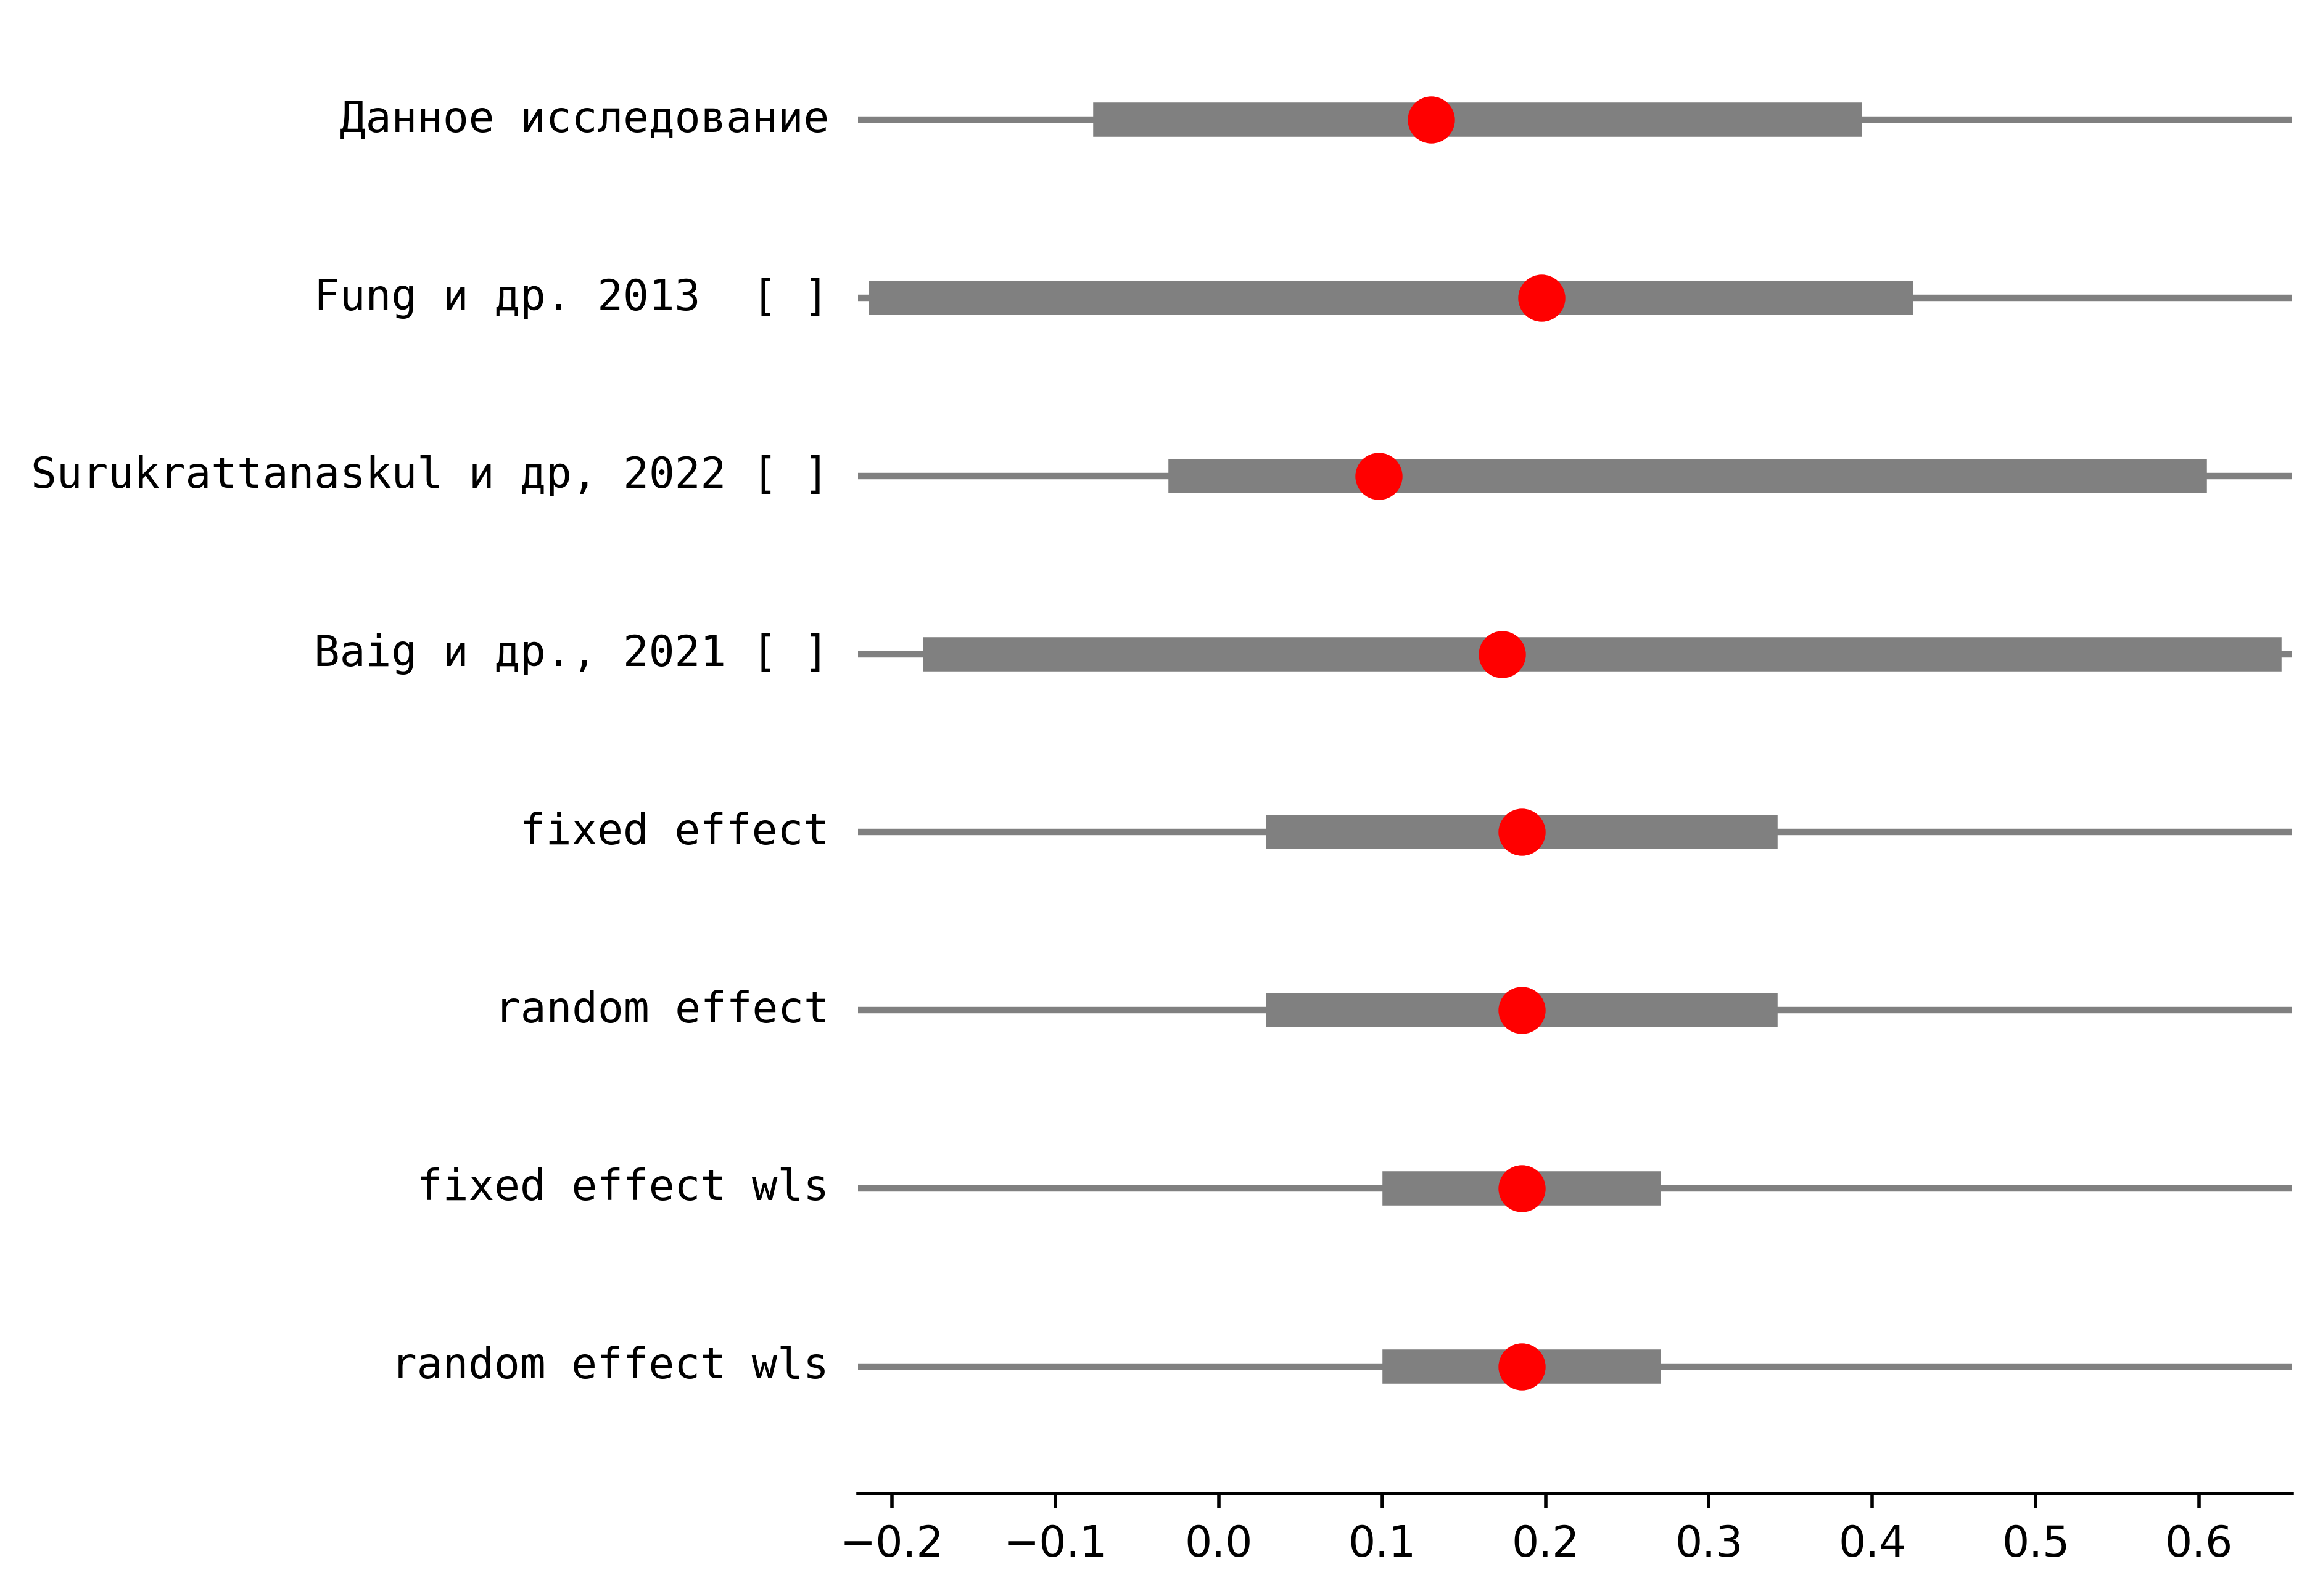 Данное исследование
Fung и др. 2013  [ ]
Surukrattanaskul и др, 2022 [ ]
Baig и др., 2021 [ ]
fixed effect
random effect
fixed effect wls
random effect wls
−0.2 −0.1 0.0 0.1 0.2 0.3 0.4 0.5 0.6